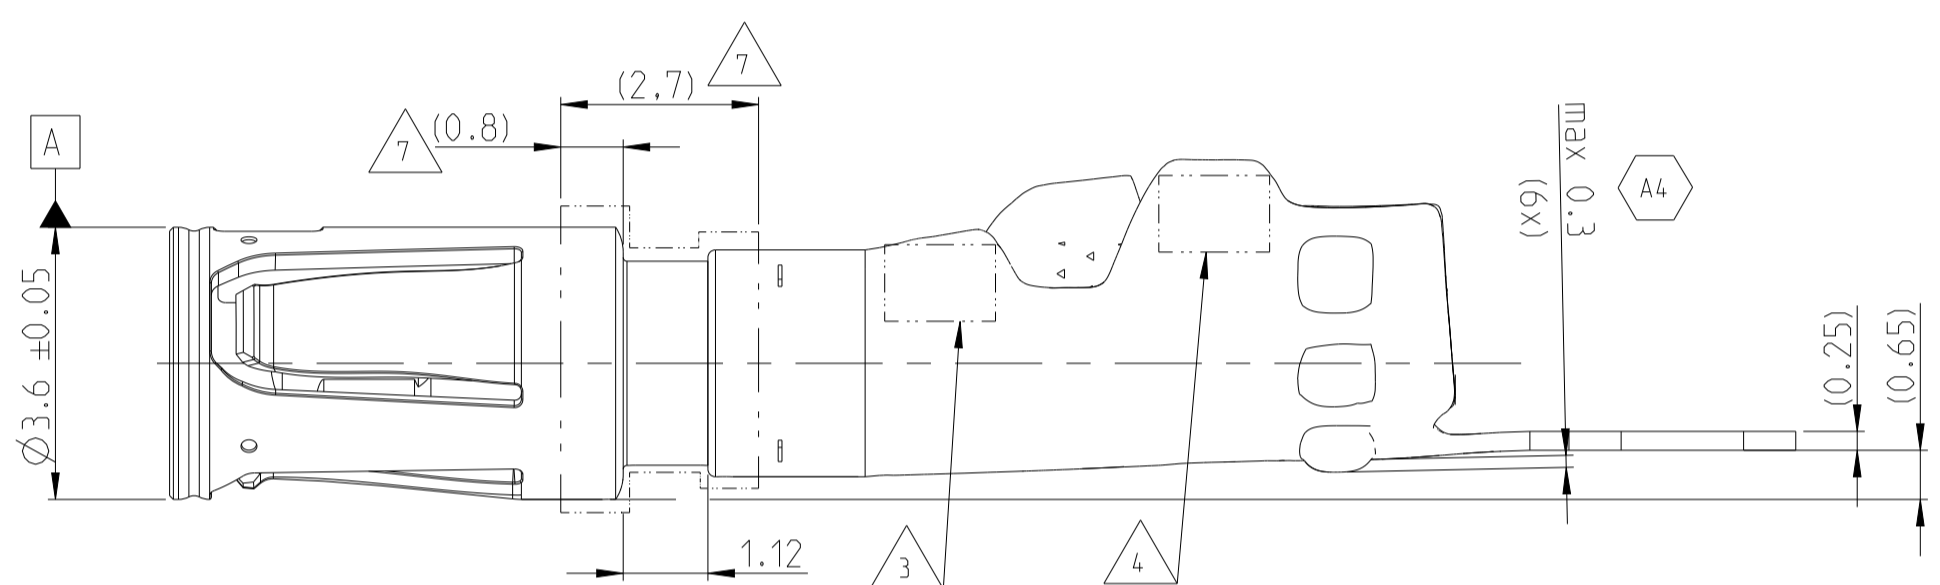 7
(2,7)
7
(0.8)
A
max 0.3
(6x)
A4
Ø3.6 ±0.05
(0.25)
(0.65)
1.12
3
4